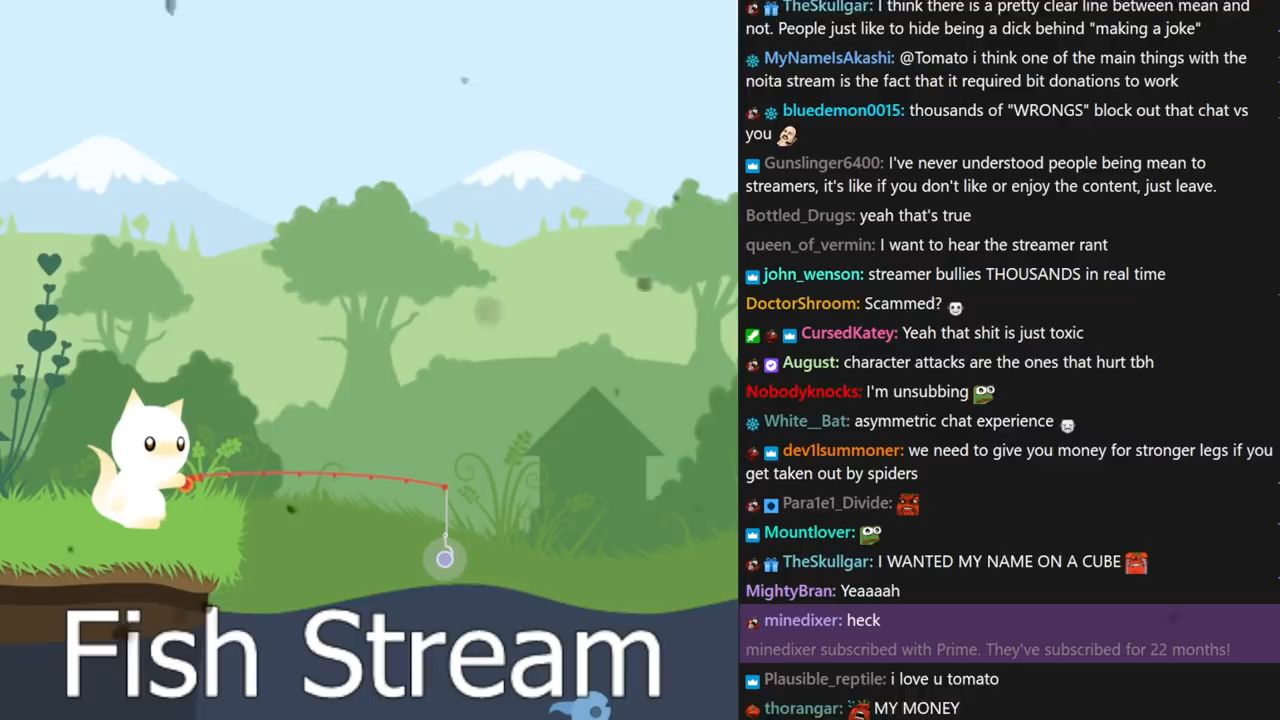 TheSkullgar: I think there is a pretty clear line between mean and
not. People just like to hide being a dick behind "making a joke"
MyNameIsAkashi: @Tomato i think one of the main things with the
noita stream is the fact that it required bit donations to work
bluedemon0015: thousands of "WRONGS" block out that chat vs
you
Gunslinger6400: I've never understood people being mean to
streamers, it's like if you don't like or enjoy the content, just leave.
Bottled_Drugs: yeah that's true
queen_of_vermin: I want to hear the streamer rant
john_wenson: streamer bullies THOUSANDS in real time
DoctorShroom: Scammed?
CursedKatey: Yeah that shit is just toxic
August: character attacks are the ones that hurt tbh
Nobodyknocks: I'm unsubbing
White__Bat: asymmetric chat experience
dev1lsummoner: we need to give you money for stronger legs if you
get taken out by spiders
Para1e1_Divide:
Mountlover:
TheSkullgar: I WANTED MY NAME ON A CUBE
MightyBran: Yeaaaah
minedixer: heck
minedixer subscribed with Prime. They've subscribed for 22 months!
Plausible_reptile: i love u tomato
thorangar: MY MONEY
Fish Stream